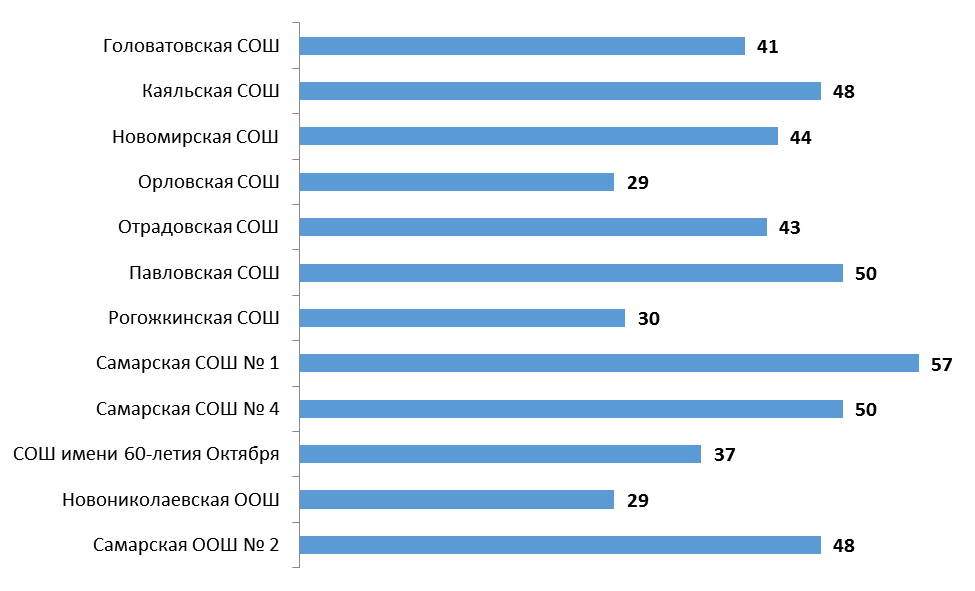 Головатовская СОШ 41
Каяльская СОШ 48
Новомирская СОШ 44
Орловская СОШ 29
Отрадовская СОШ 43
Павловская СОШ 50
Рогожкинская СОШ 30
Самарская СОШ № 1 57
Самарская СОШ № 4 50
СОШ имени 60-летия Октября 37
Новониколаевская ООШ 29
Самарская ООШ № 2 48